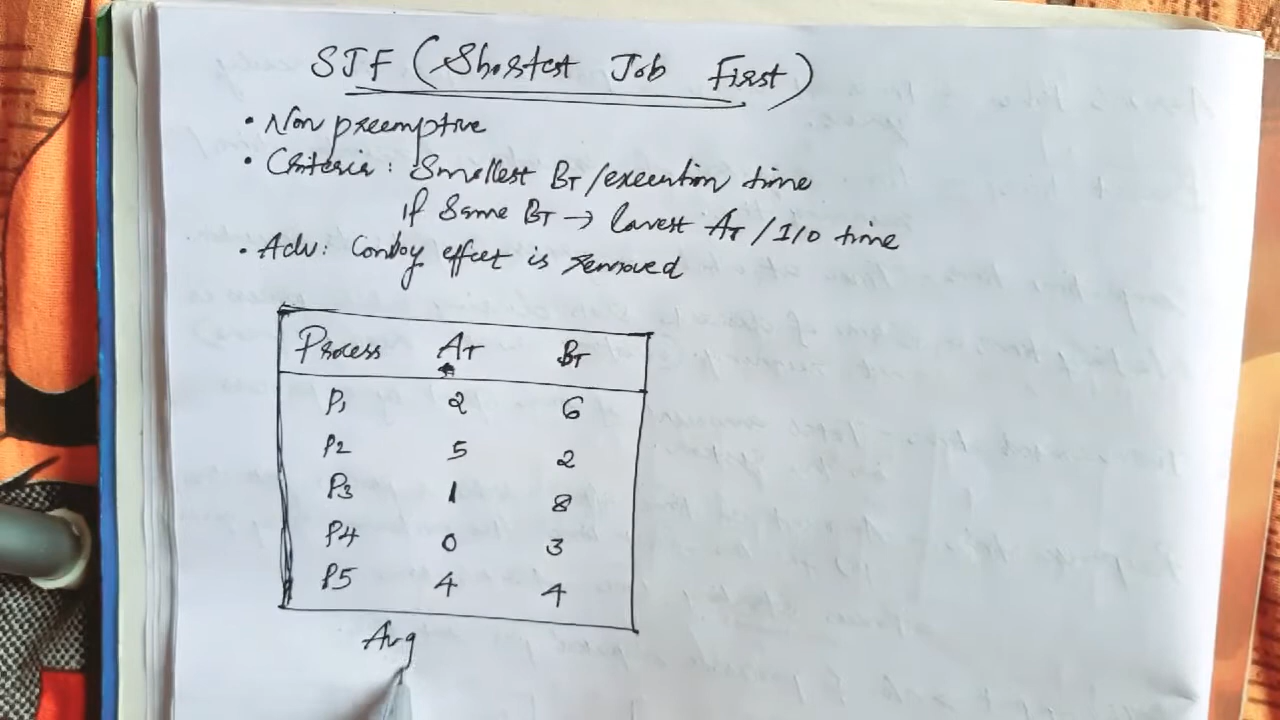 SJF (Shortest Job First)
• Non preemptive
• Criteria: Smallest BT/execution time
if same BT → lowest AT/I/O time
• Adv: Convoy effect is removed
Process AT BT
P1 2 6
P2 5 2
P3 1 8
P4 0 3
P5 4 4
Avg